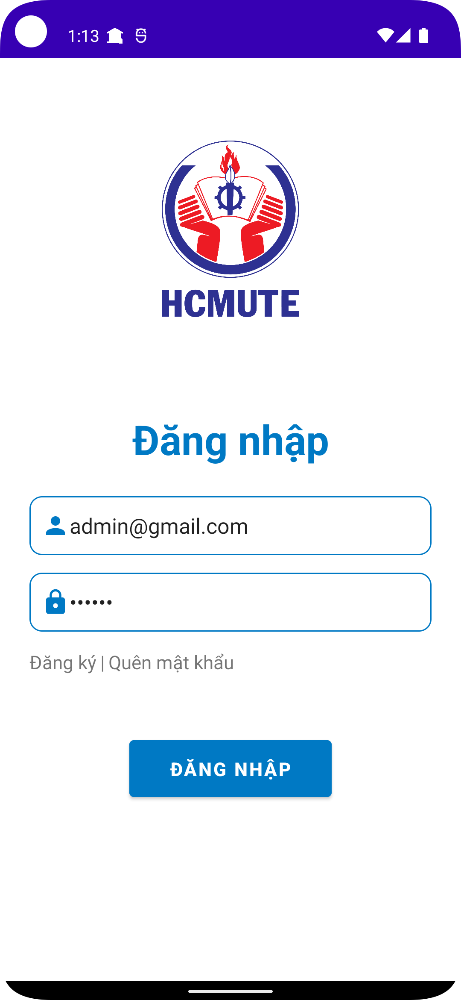 1:13
HCMUTE
Đăng nhập
admin@gmail.com
••••••
Đăng ký | Quên mật khẩu
ĐĂNG NHẬP